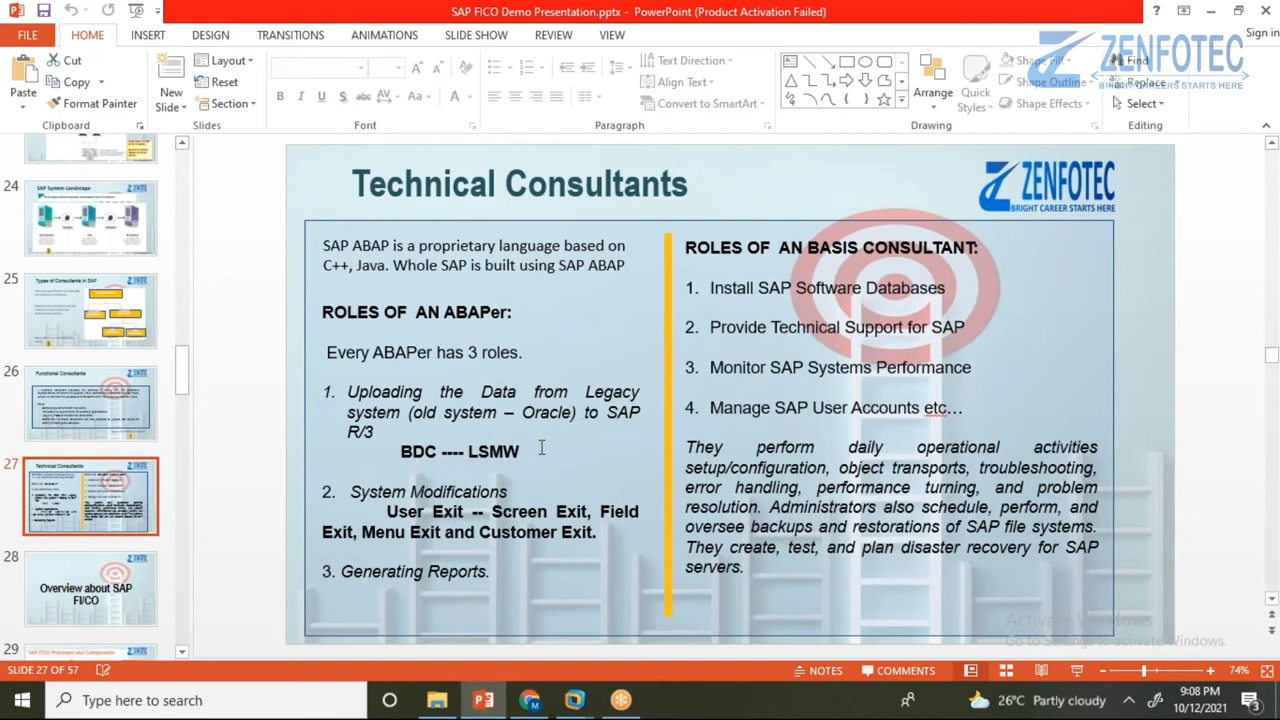 SAP FICO Demo Presentation.pptx - PowerPoint (Product Activation Failed)
FILE HOME INSERT DESIGN TRANSITIONS ANIMATIONS SLIDE SHOW REVIEW VIEW
Sign in
ZENFOTEC
BRIGHT CAREERS STARTS HERE
Paste
Cut
Copy
Format Painter
Clipboard
New
Slide
Layout
Reset
Section
Slides
B I U S abc AV Aa A
Font
Text Direction
Align Text
Convert to SmartArt
Paragraph
Arrange
Quick
Styles
Shape Outline
Shape Effects
Drawing
Find
Replace
Select
Editing
24
SAP System Landscape
25
Types of Consultants in SAP
26
Functional Consultants
27
Technical Consultants
28
Overview about SAP
FI/CO
29
SAP FICO Processes and Components
Technical Consultants
ZENFOTEC
BRIGHT CAREER STARTS HERE
SAP ABAP is a proprietary language based on
C++, Java. Whole SAP is built using SAP ABAP
ROLES OF AN ABAPer:
Every ABAPer has 3 roles.
1. Uploading the Data from Legacy
system (old system – Oracle) to SAP
R/3
BDC ---- LSMW
2. System Modifications
User Exit -- Screen Exit, Field
Exit, Menu Exit and Customer Exit.
3. Generating Reports.
ROLES OF AN BASIS CONSULTANT:
1. Install SAP Software Databases
2. Provide Technical Support for SAP
3. Monitor SAP Systems Performance
4. Manage SAP User Accounts etc…
They perform daily operational activities
setup/configuration, object transports, troubleshooting,
error handling performance turning, and problem
resolution. Administrators also schedule, perform, and
oversee backups and restorations of SAP file systems.
They create, test, and plan disaster recovery for SAP
servers.
Activate Windows
Go to Settings to activate Windows.
SLIDE 27 OF 57
NOTES
COMMENTS
74%
Type here to search
26°C Partly cloudy
9:08 PM
10/12/2021
3